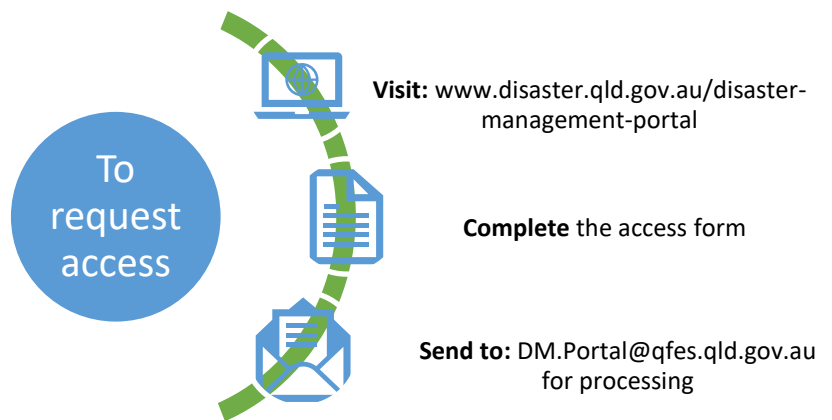 To
request
access
Visit: www.disaster.qld.gov.au/disaster-
management-portal
Complete the access form
Send to: DM.Portal@qfes.qld.gov.au
for processing